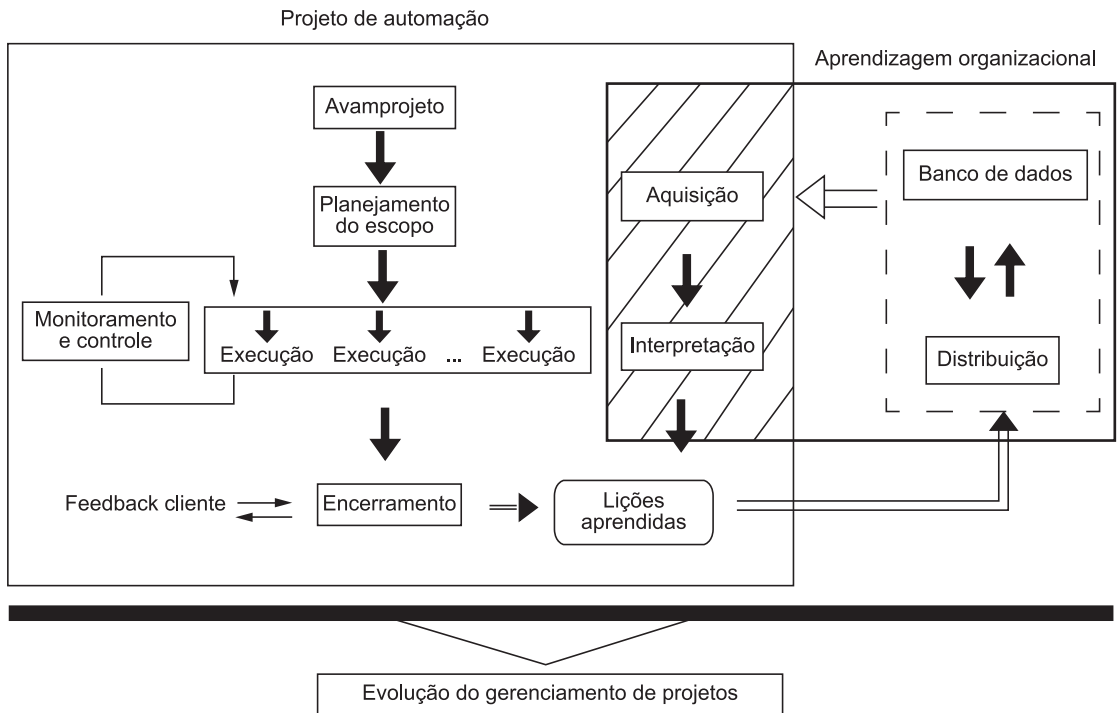 Projeto de automação
Aprendizagem organizacional
Avamprojeto
Planejamento
do escopo
Monitoramento
e controle
Execução Execução ... Execução
Aquisição
Interpretação
Banco de dados
Distribuição
Feedback cliente
Encerramento
Lições
aprendidas
Evolução do gerenciamento de projetos